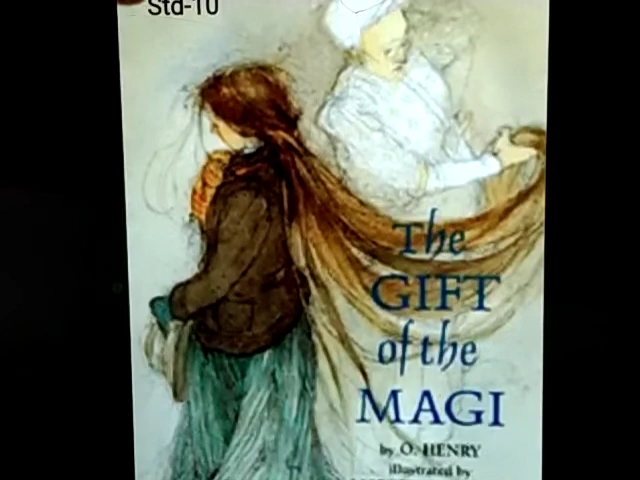 Std-10
The
GIFT
of the
MAGI
by O. HENRY
illustrated by